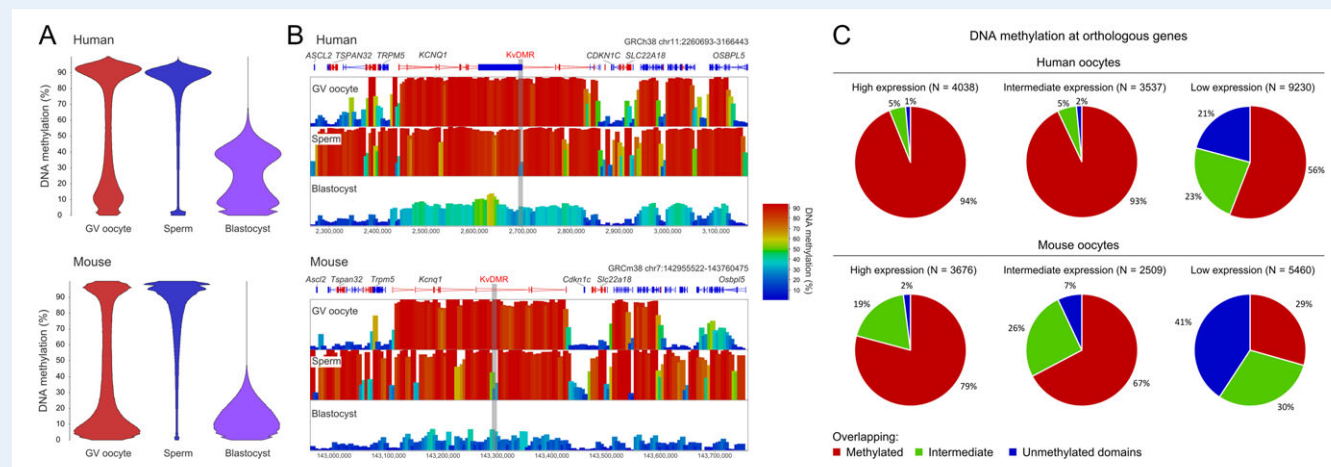 A
Human
DNA methylation (%)
90
80
70
60
50
40
30
20
10
0
GV oocyte Sperm Blastocyst
Mouse
DNA methylation (%)
90
80
70
60
50
40
30
20
10
0
GV oocyte Sperm Blastocyst
B
Human
GRCh38 chr11:2260693-3166443
ASCL2 TSPAN32 TRPM5 KCNQ1 KvDMR CDKN1C SLC22A18 OSBPL5
GV oocyte
Sperm
Blastocyst
2,300,000 2,400,000 2,500,000 2,600,000 2,700,000 2,800,000 2,900,000 3,000,000 3,100,000
Mouse
GRCm38 chr7:142955522-143760475
Ascl2 Tspan32 Trpm5 Kcnq1 KvDMR Cdkn1c Slc22a18 Osbpl5
GV oocyte
Sperm
Blastocyst
143,000,000 143,100,000 143,200,000 143,300,000 143,400,000 143,500,000 143,600,000 143,700,000
DNA methylation (%)
90
80
70
60
50
40
30
20
10
C
DNA methylation at orthologous genes
Human oocytes
High expression (N = 4038) Intermediate expression (N = 3537) Low expression (N = 9230)
5% 1% 94%
5% 2% 93%
21% 23% 56%
Mouse oocytes
High expression (N = 3676) Intermediate expression (N = 2509) Low expression (N = 5460)
19% 2% 79%
26% 7% 67%
41% 29% 30%
Overlapping:
Methylated Intermediate Unmethylated domains